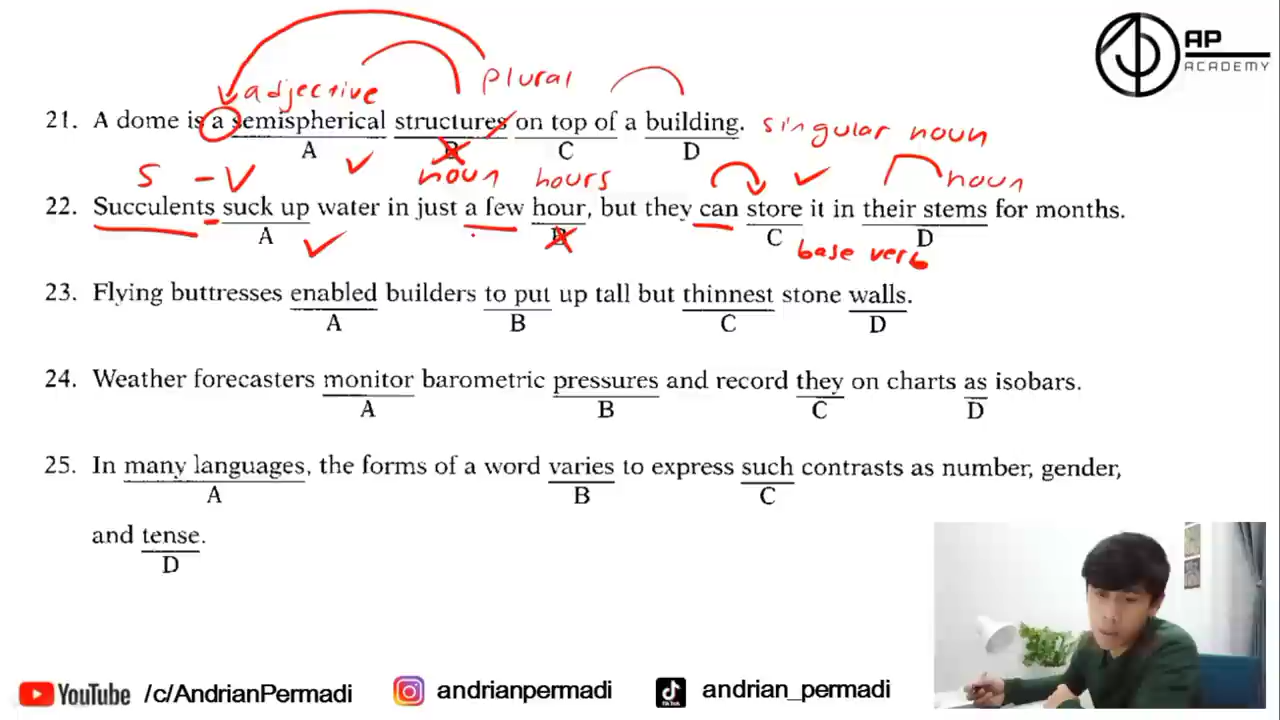 AP
ACADEMY
adjective plural
21. A dome is a semispherical structures on top of a building. singular noun
A B C D
S - V noun hours noun
22. Succulents suck up water in just a few hour, but they can store it in their stems for months.
A B C D
base verb
23. Flying buttresses enabled builders to put up tall but thinnest stone walls.
A B C D
24. Weather forecasters monitor barometric pressures and record they on charts as isobars.
A B C D
25. In many languages, the forms of a word varies to express such contrasts as number, gender,
A B C
and tense.
D
YouTube /c/AndrianPermadi andrianpermadi andrian_permadi